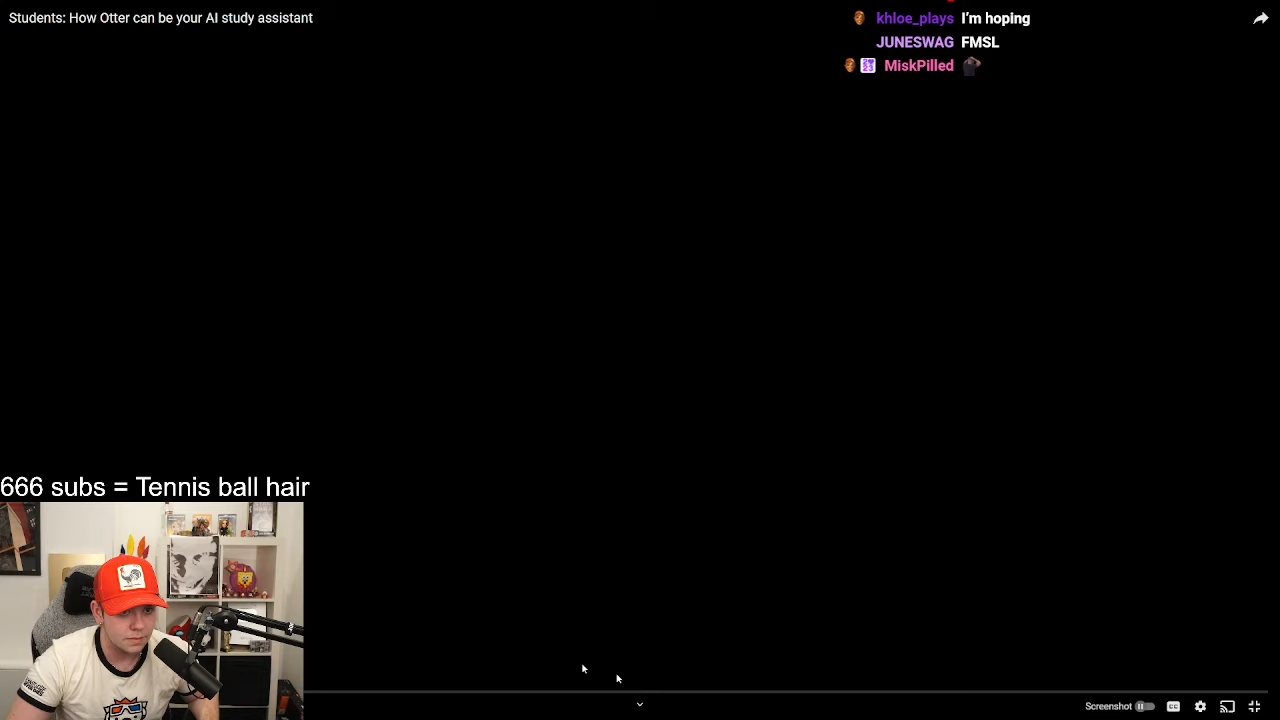 Students: How Otter can be your AI study assistant
khloe_plays I'm hoping
JUNESWAG FMSL
MiskPilled
666 subs = Tennis ball hair
Screenshot
CC